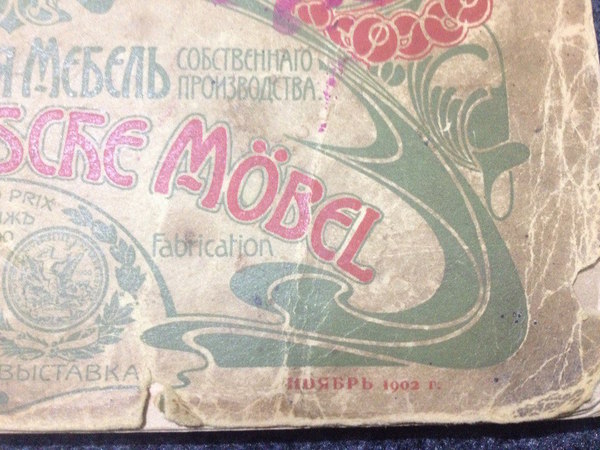 МЕБЕЛЬ СОБСТВЕННАГО
ПРОИЗВОДСТВА
MÖBEL
Fabrication
PRIX
ВЫСТАВКА
НОЯБРЬ 1902 г.